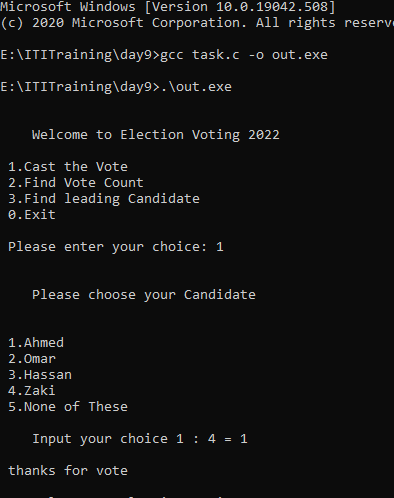 Microsoft Windows [Version 10.0.19042.508]
(c) 2020 Microsoft Corporation. All rights
E:\ITITraining\day9>gcc task.c -o out.exe
E:\ITITraining\day9>.\out.exe
Welcome to Election Voting 2022
1.Cast the Vote
2.Find Vote Count
3.Find leading Candidate
0.Exit
Please enter your choice: 1
Please choose your Candidate
1.Ahmed
2.Omar
3.Hassan
4.Zaki
5.None of These
Input your choice 1 : 4 = 1
thanks for vote